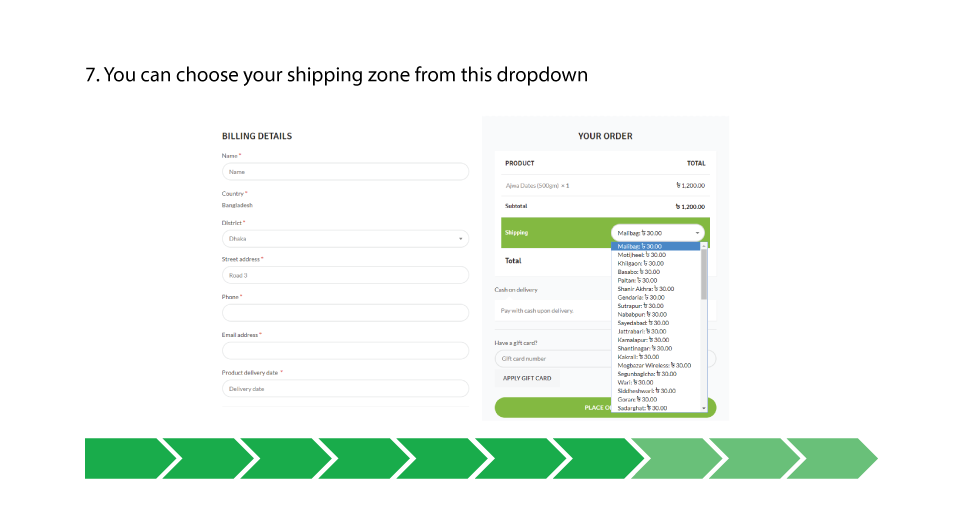 7. You can choose your shipping zone from this dropdown
BILLING DETAILS
Name *
Name
Country *
Bangladesh
District *
Dhaka
Street address *
Road 3
Phone *
Email address *
Product delivery date *
Delivery date
YOUR ORDER
PRODUCT TOTAL
Ajwa Dates (500gm) × 1 ৳ 1,200.00
Subtotal ৳ 1,200.00
Shipping Malibag: ৳ 30.00
Malibag: ৳ 30.00
Motijheel: ৳ 30.00
Khilgaon: ৳ 30.00
Basabo: ৳ 30.00
Paltan: ৳ 30.00
Shanir Akhra: ৳ 30.00
Gendaria: ৳ 30.00
Sutrapur: ৳ 30.00
Nababpur: ৳ 30.00
Sayedabad: ৳ 30.00
Jattrabari: ৳ 30.00
Kamalapur: ৳ 30.00
Shantinagar: ৳ 30.00
Kakrail: ৳ 30.00
Mogbazar Wireless: ৳ 30.00
Segunbagicha: ৳ 30.00
Wari: ৳ 30.00
Siddheshwari: ৳ 30.00
Goran: ৳ 30.00
Sadarghat: ৳ 30.00
Total
Cash on delivery
Pay with cash upon delivery.
Have a gift card?
Gift card number
APPLY GIFT CARD
PLACE O